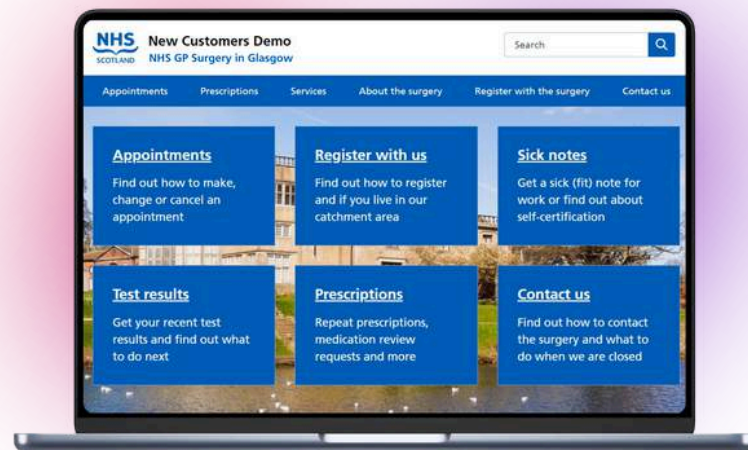 NHS
SCOTLAND
New Customers Demo
NHS GP Surgery in Glasgow
Search
Appointments Prescriptions Services About the surgery Register with the surgery Contact us
Appointments
Find out how to make,
change or cancel an
appointment
Register with us
Find out how to register
and if you live in our
catchment area
Sick notes
Get a sick (fit) note for
work or find out about
self-certification
Test results
Get your recent test
results and find out what
to do next
Prescriptions
Repeat prescriptions,
medication review
requests and more
Contact us
Find out how to contact
the surgery and what to
do when we are closed